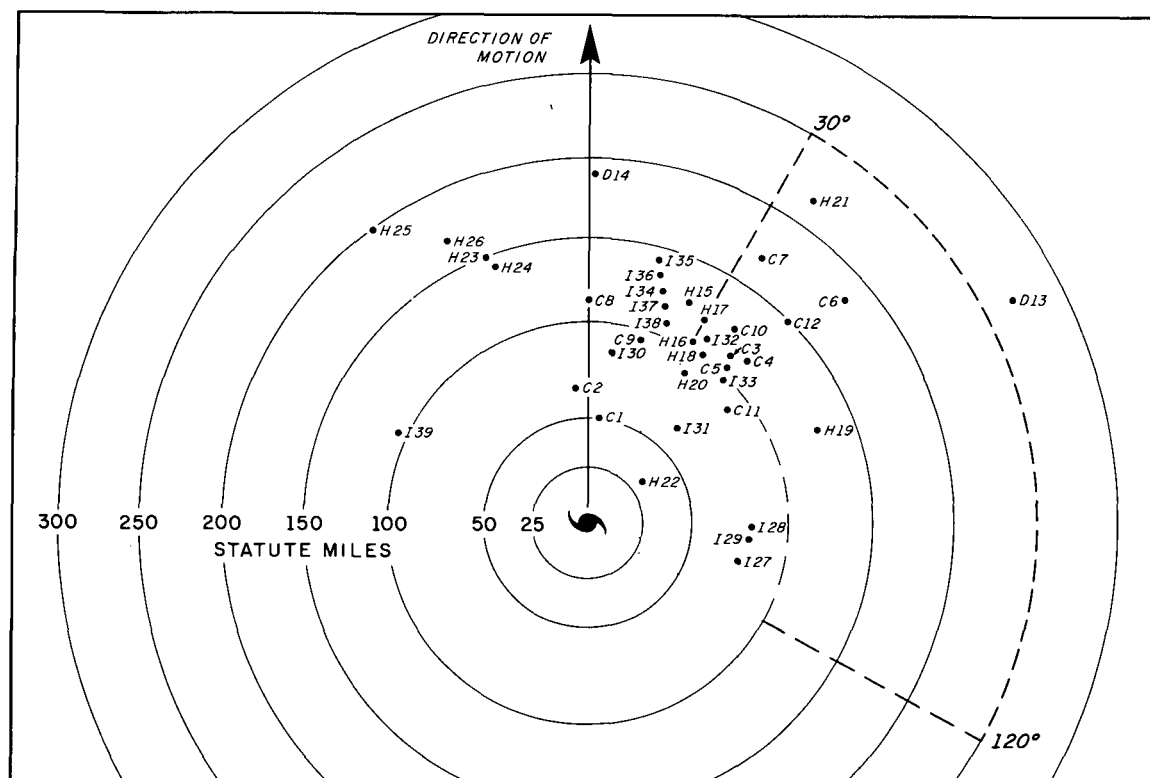 DIRECTION OF
MOTION
30°
D14
H21
H25
H26
H23
H24
I35
C7
I36
I34
H15
C8
I37
H17
C6
D13
I38
C10
C12
C9
H16
I32
I30
H18
C3
C4
C5
H20
I33
C2
C11
C1
I31
I39
H19
H22
300 250 200 150 100 50 25
STATUTE MILES
I28
I29
I27
120°